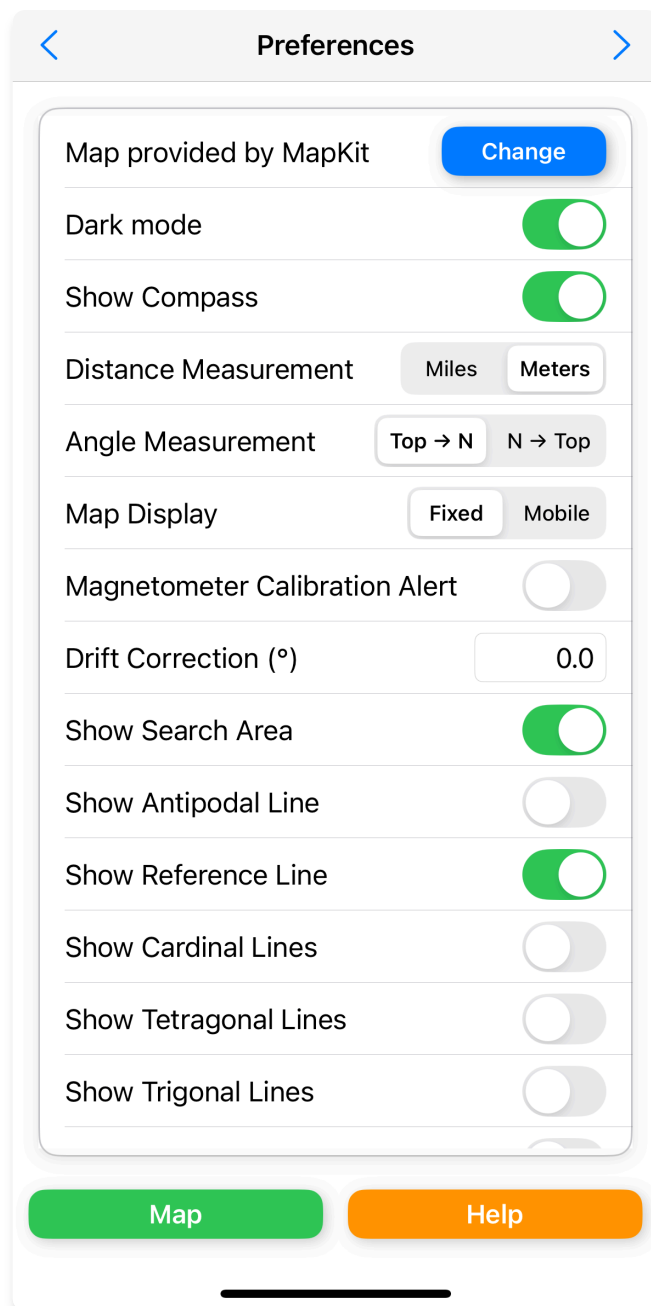 Preferences
Map provided by MapKit Change
Dark mode
Show Compass
Distance Measurement Miles Meters
Angle Measurement Top → N N → Top
Map Display Fixed Mobile
Magnetometer Calibration Alert
Drift Correction (°) 0.0
Show Search Area
Show Antipodal Line
Show Reference Line
Show Cardinal Lines
Show Tetragonal Lines
Show Trigonal Lines
Map Help